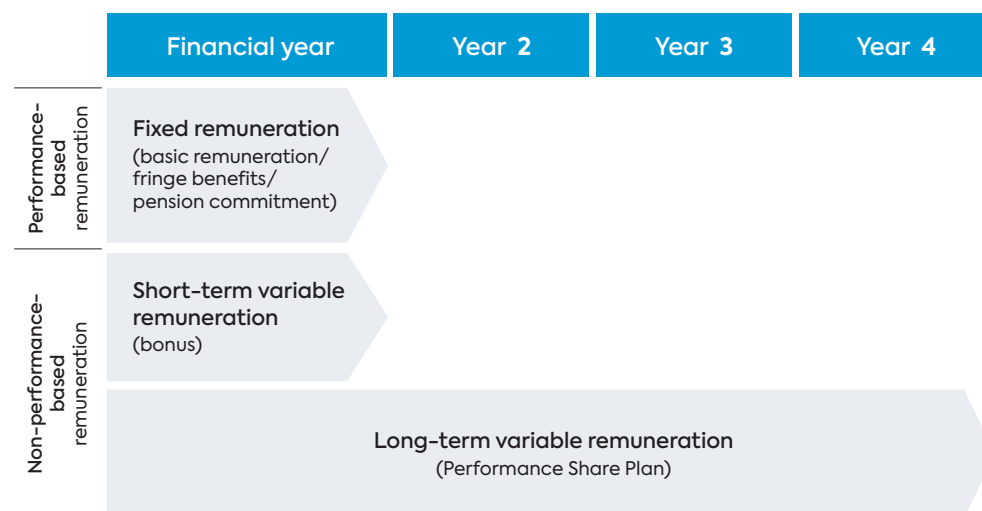 Financial year
Year 2
Year 3
Year 4
Performance-
based
remuneration
Fixed remuneration
(basic remuneration/
fringe benefits/
pension commitment)
Non-performance-
based
remuneration
Short-term variable
remuneration
(bonus)
Long-term variable remuneration
(Performance Share Plan)